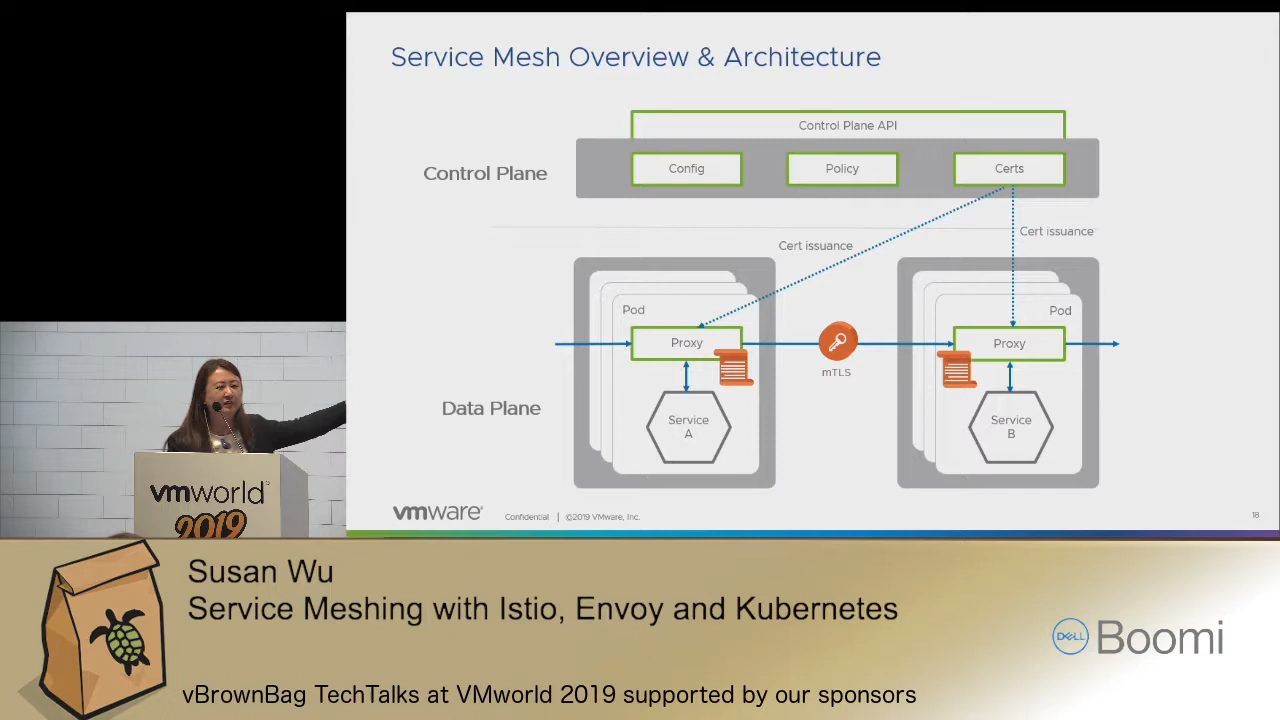 Service Mesh Overview & Architecture
Control Plane API
Control Plane
Config
Policy
Certs
Cert issuance
Cert issuance
Pod
Pod
Proxy
Proxy
mTLS
Data Plane
Service
A
Service
B
vmware
Confidential | ©2019 VMware, Inc.
18
vmworld
2019
Susan Wu
Service Meshing with Istio, Envoy and Kubernetes
DELL Boomi
vBrownBag TechTalks at VMworld 2019 supported by our sponsors